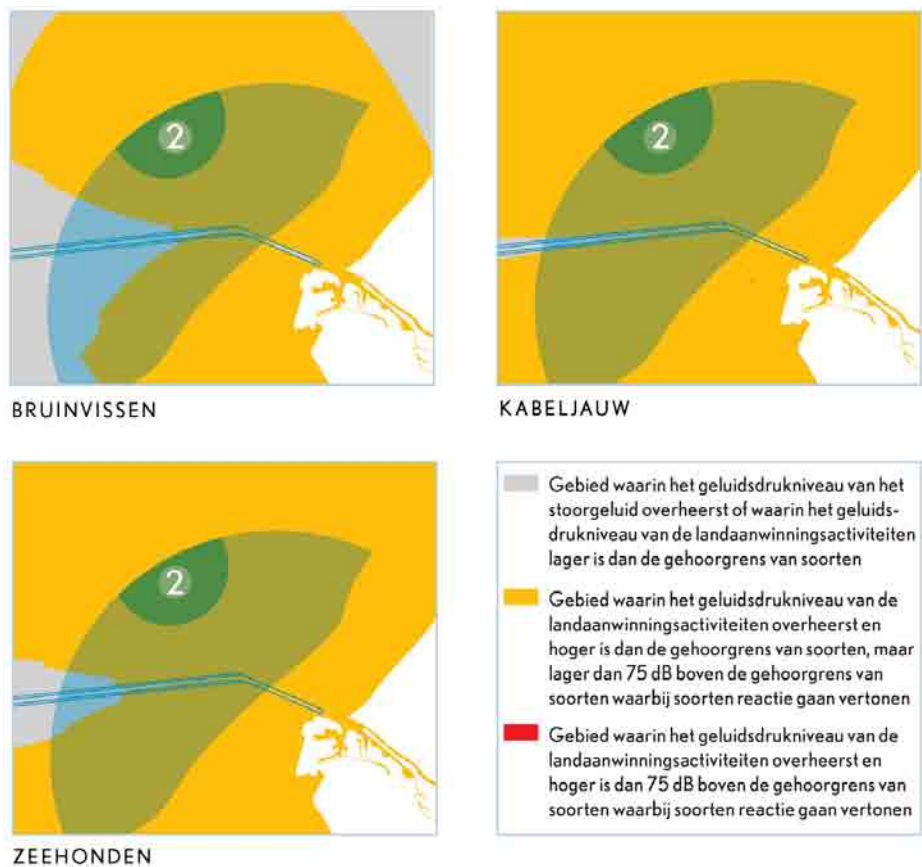 2
BRUINVISSEN
2
KABELJAUW
2
ZEEHONDEN
Gebied waarin het geluidsdrukniveau van het
stoorgeluid overheerst of waarin het geluids-
drukniveau van de landaanwinningsactiviteiten
lager is dan de gehoorgrens van soorten
Gebied waarin het geluidsdrukniveau van de
landaanwinningsactiviteiten overheerst en
hoger is dan de gehoorgrens van soorten, maar
lager dan 75 dB boven de gehoorgrens van
soorten waarbij soorten reactie gaan vertonen
Gebied waarin het geluidsdrukniveau van de
landaanwinningsactiviteiten overheerst en
hoger is dan 75 dB boven de gehoorgrens van
soorten waarbij soorten reactie gaan vertonen